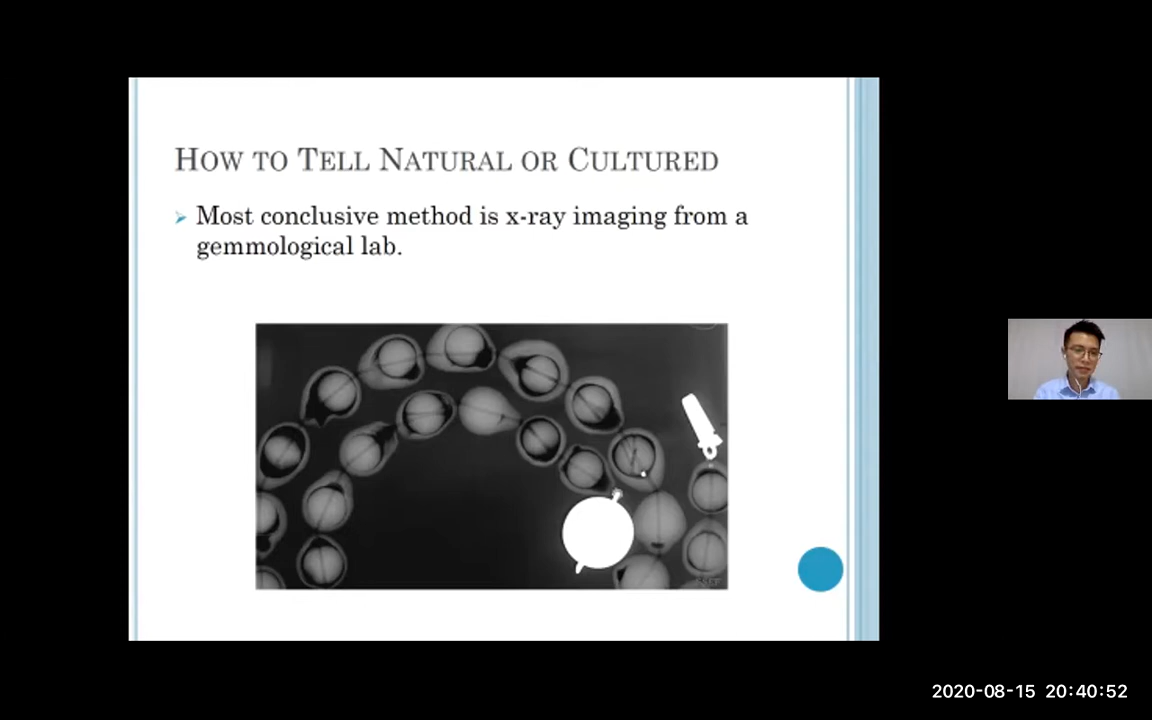 How to Tell Natural or Cultured
Most conclusive method is x-ray imaging from a
gemmological lab.
SSEF
2020-08-15 20:40:52